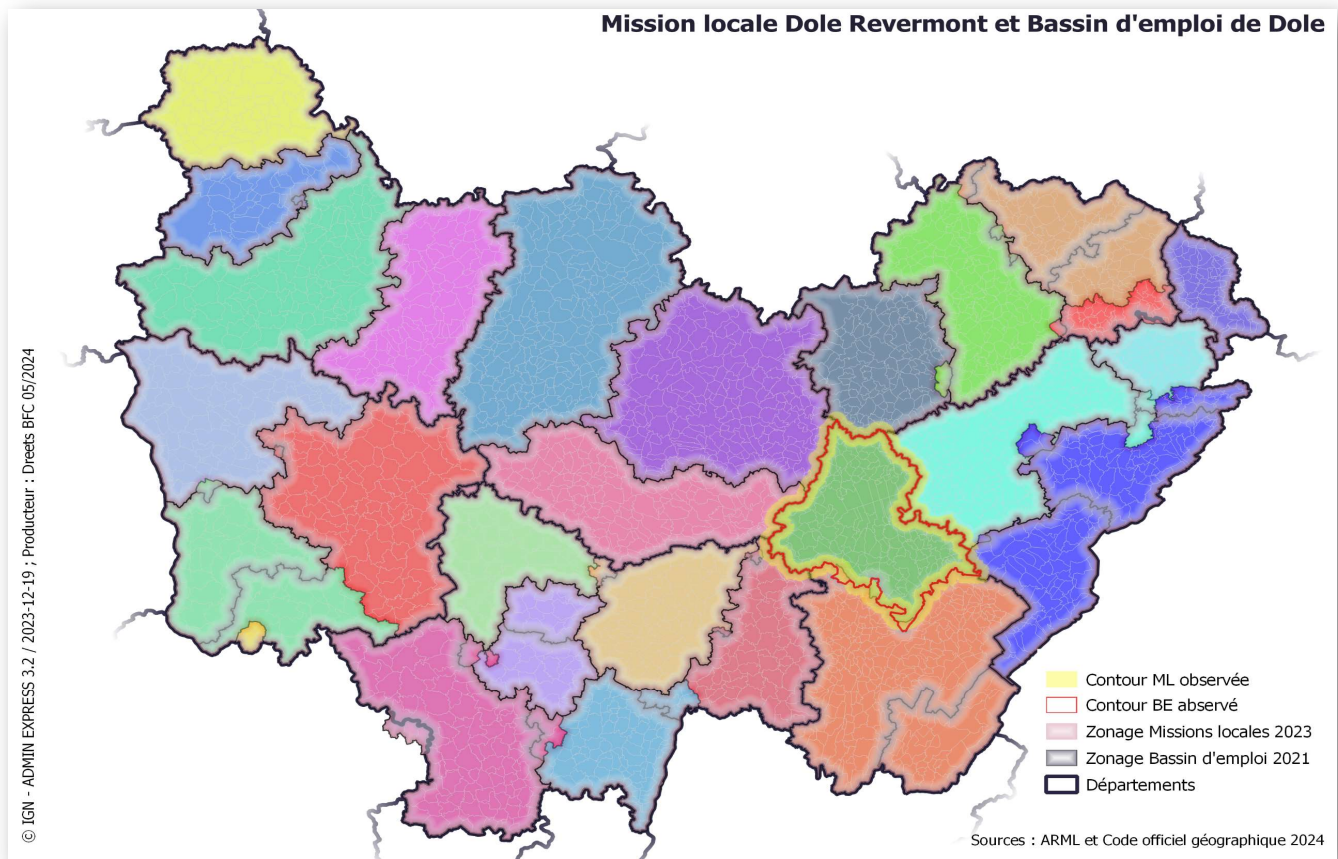 Mission locale Dole Revermont et Bassin d'emploi de Dole
© IGN - ADMIN EXPRESS 3.2 / 2023-12-19 ; Producteur : Dreets BFC 05/2024
Contour ML observée
Contour BE abservé
Zonage Missions locales 2023
Zonage Bassin d'emploi 2021
Départements
Sources : ARML et Code officiel géographique 2024